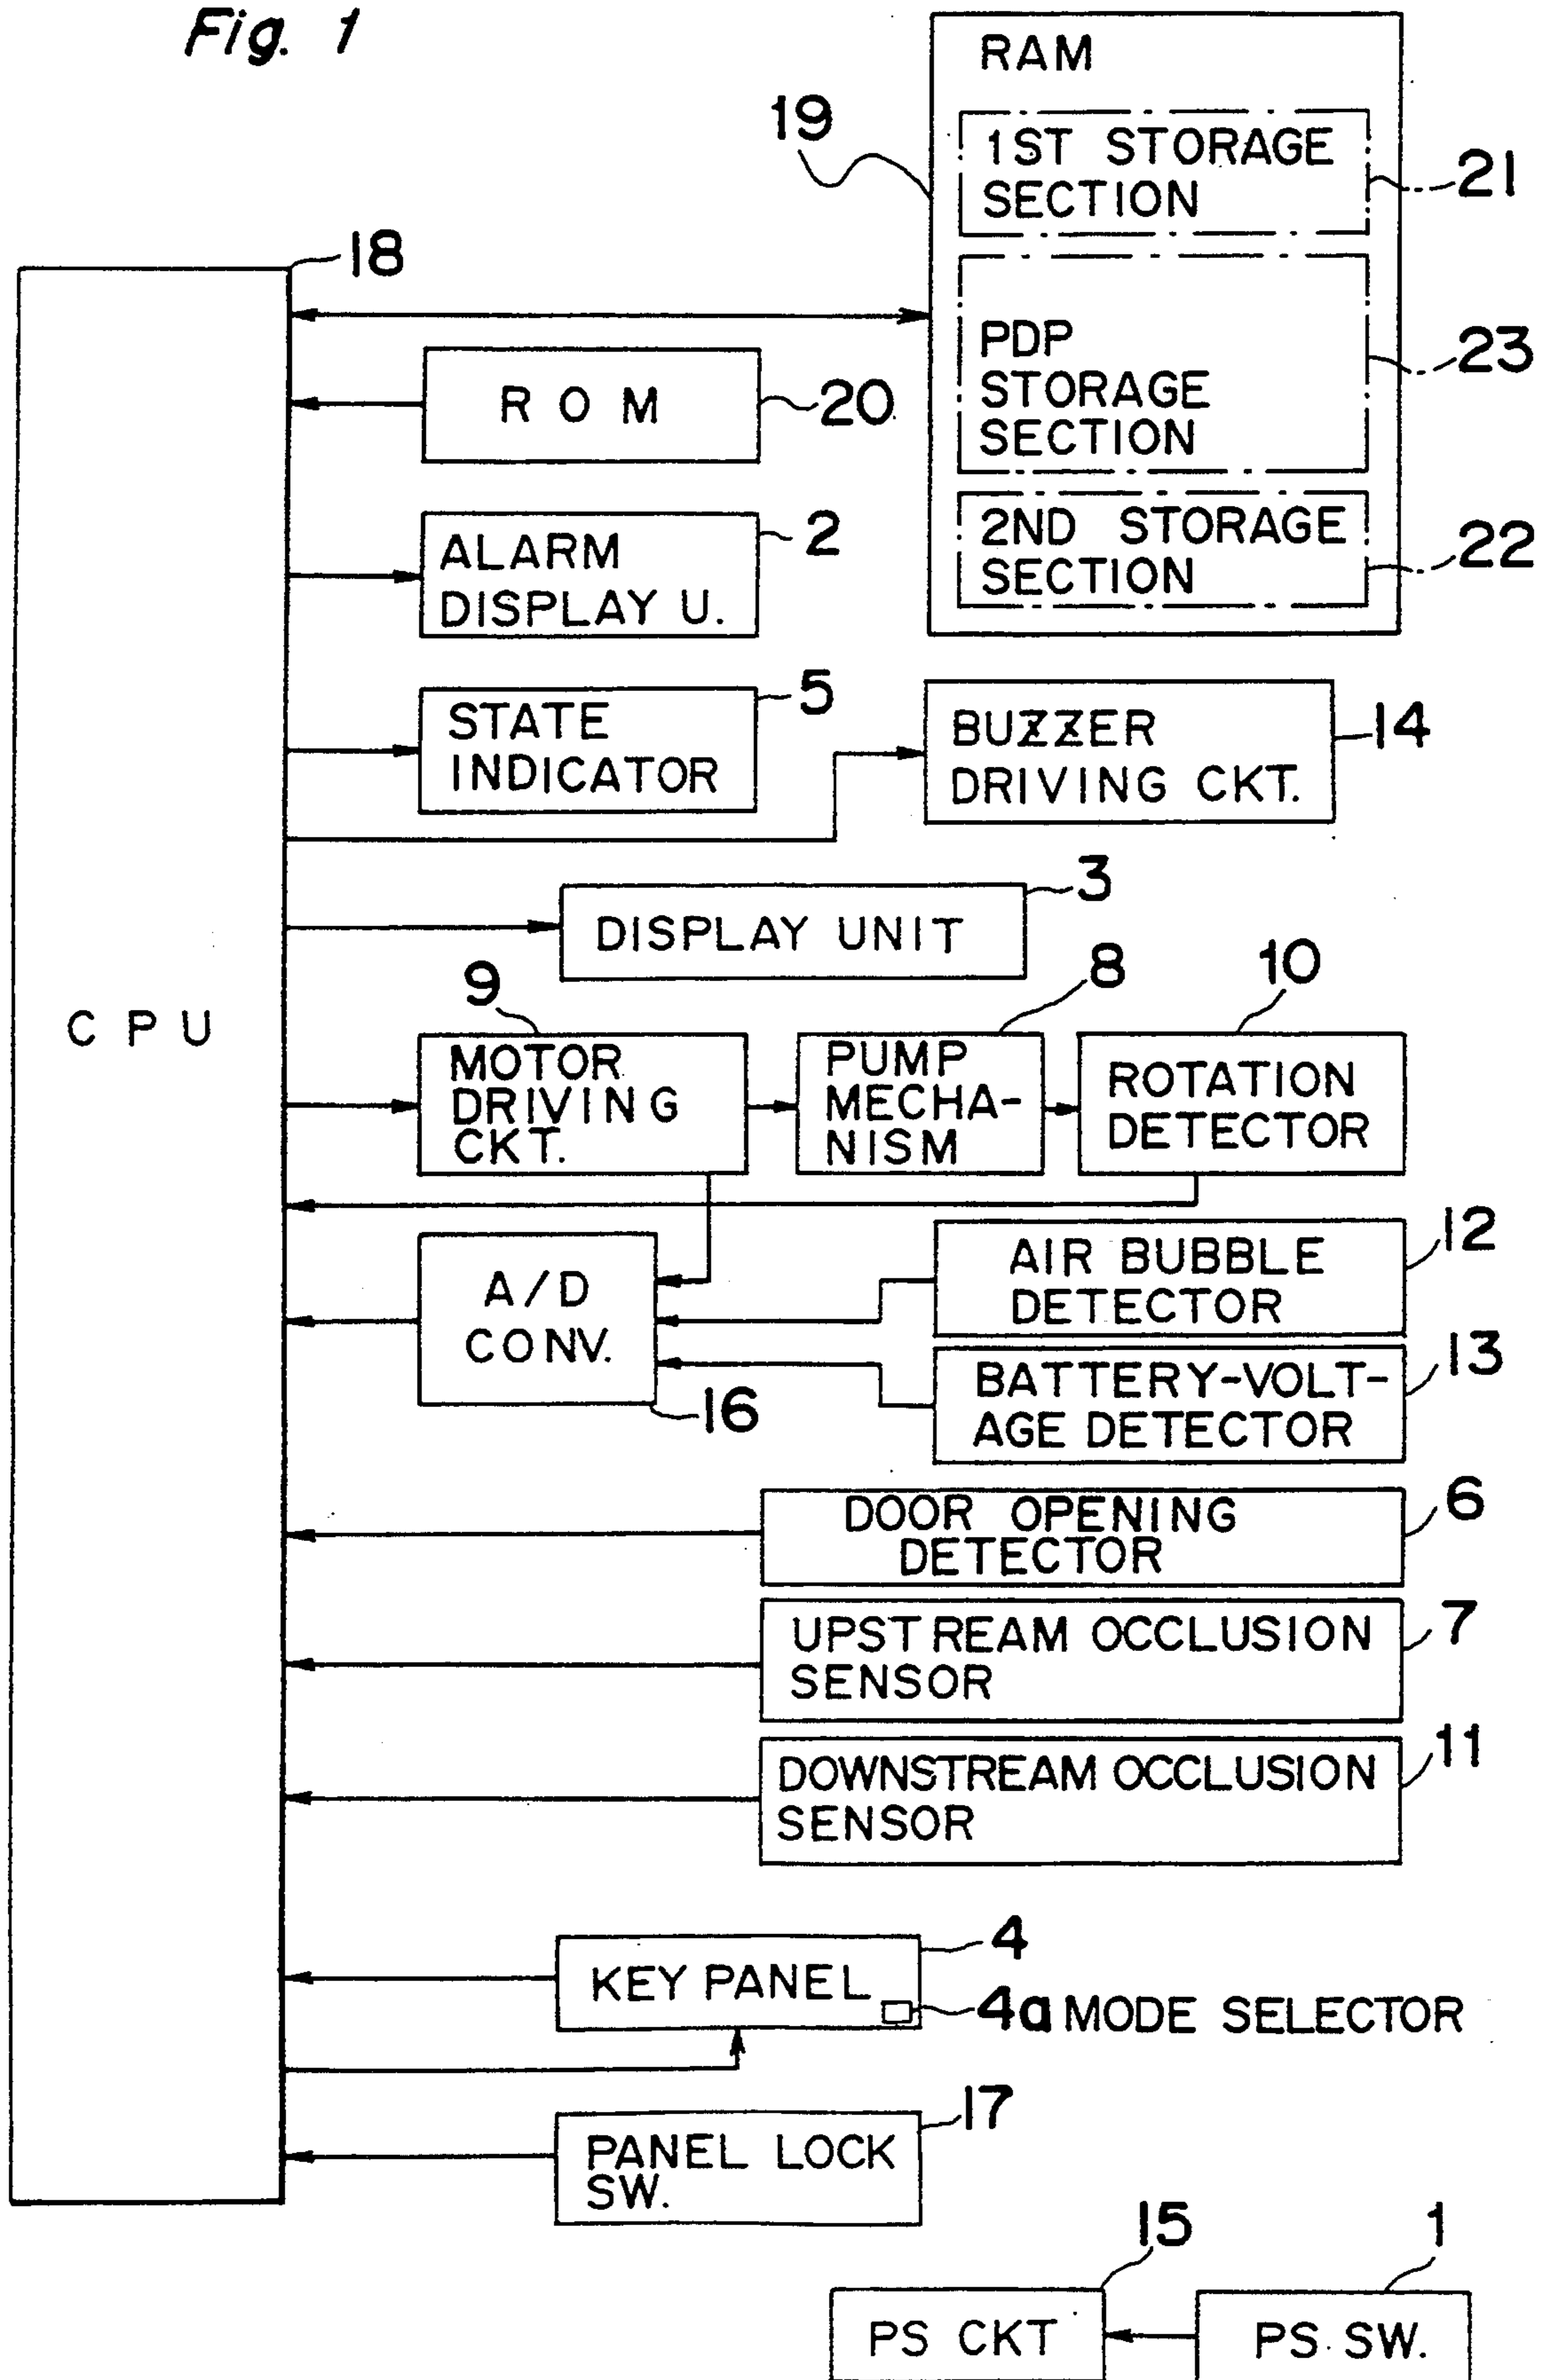 Fig. 1
RAM
19
1ST STORAGE
SECTION
21
18
PDP
STORAGE
SECTION
23
ROM
20
2ND STORAGE
SECTION
22
ALARM
DISPLAY U.
2
STATE
INDICATOR
5
BUZZER
DRIVING CKT.
14
DISPLAY UNIT
3
CPU
9
8
10
MOTOR
DRIVING
CKT.
PUMP
MECHA-
NISM
ROTATION
DETECTOR
A/D
CONV.
16
AIR BUBBLE
DETECTOR
12
BATTERY-VOLT-
AGE DETECTOR
13
DOOR OPENING
DETECTOR
6
UPSTREAM OCCLUSION
SENSOR
7
DOWNSTREAM OCCLUSION
SENSOR
11
KEY PANEL
4
4a MODE SELECTOR
PANEL LOCK
SW.
17
15
1
PS CKT
PS SW.